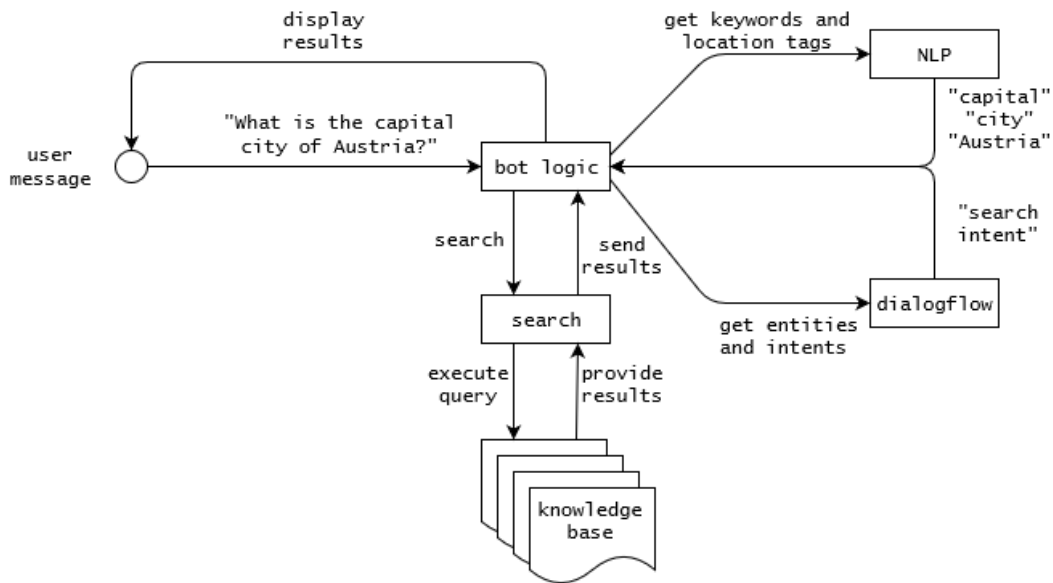 display
results
get keywords and
location tags
NLP
"capital"
"city"
"Austria"
"What is the capital
city of Austria?"
user
message
bot logic
"search
intent"
search
send
results
dialogflow
search
get entities
and intents
execute
query
provide
results
knowledge
base